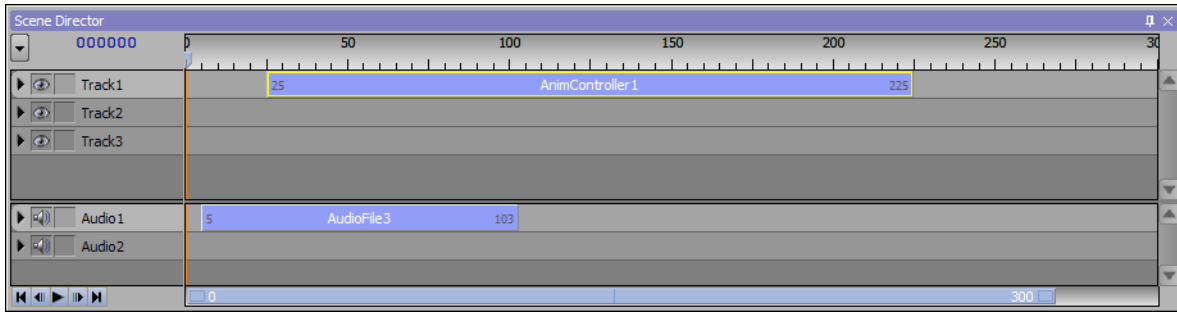 Scene Director
000000 0 50 100 150 200 250 30
Track1 25 AnimController1 225
Track2
Track3
Audio1 5 AudioFile3 103
Audio2
0 300